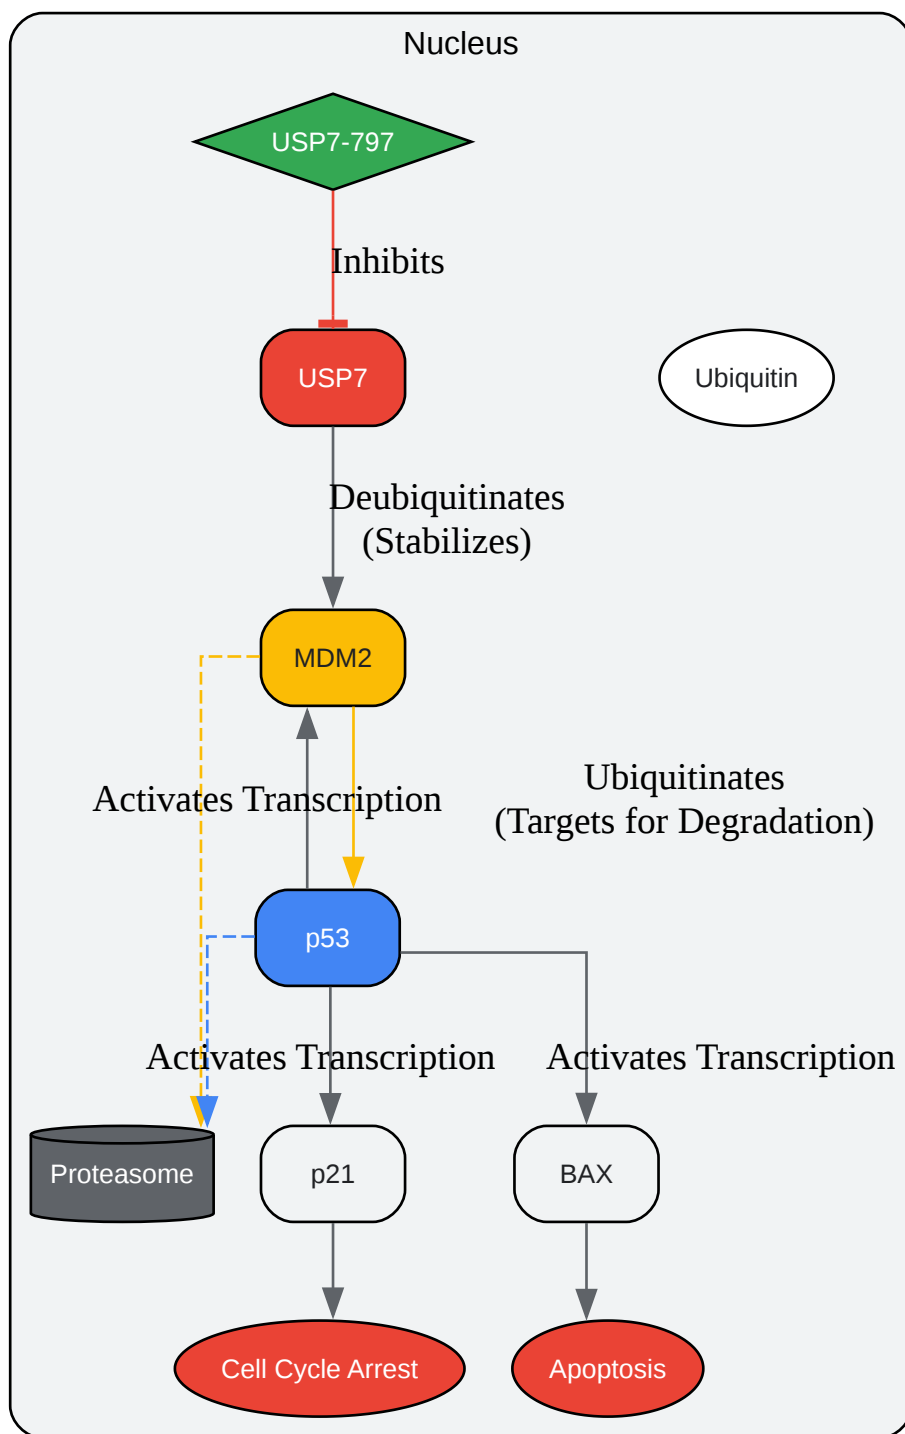 Nucleus
USP7-797
Inhibits
USP7
Ubiquitin
Deubiquitinates
(Stabilizes)
MDM2
Ubiquitinates
(Targets for Degradation)
Activates Transcription
p53
Activates Transcription
Activates Transcription
Proteasome
p21
BAX
Cell Cycle Arrest
Apoptosis